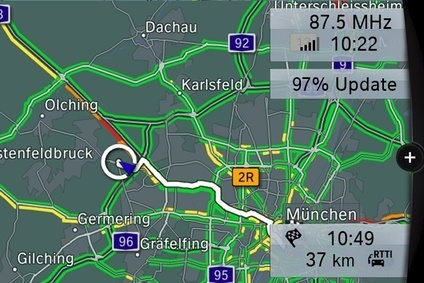 Unterschleissheim
87.5 MHz
Dachau
92
10:22
9
Karlsfeld
97% Update
Olching
stenfeldbruck
2R
München
Germering
96
Gräfelfing
10:49
Gilching
95
37 km
RTTI